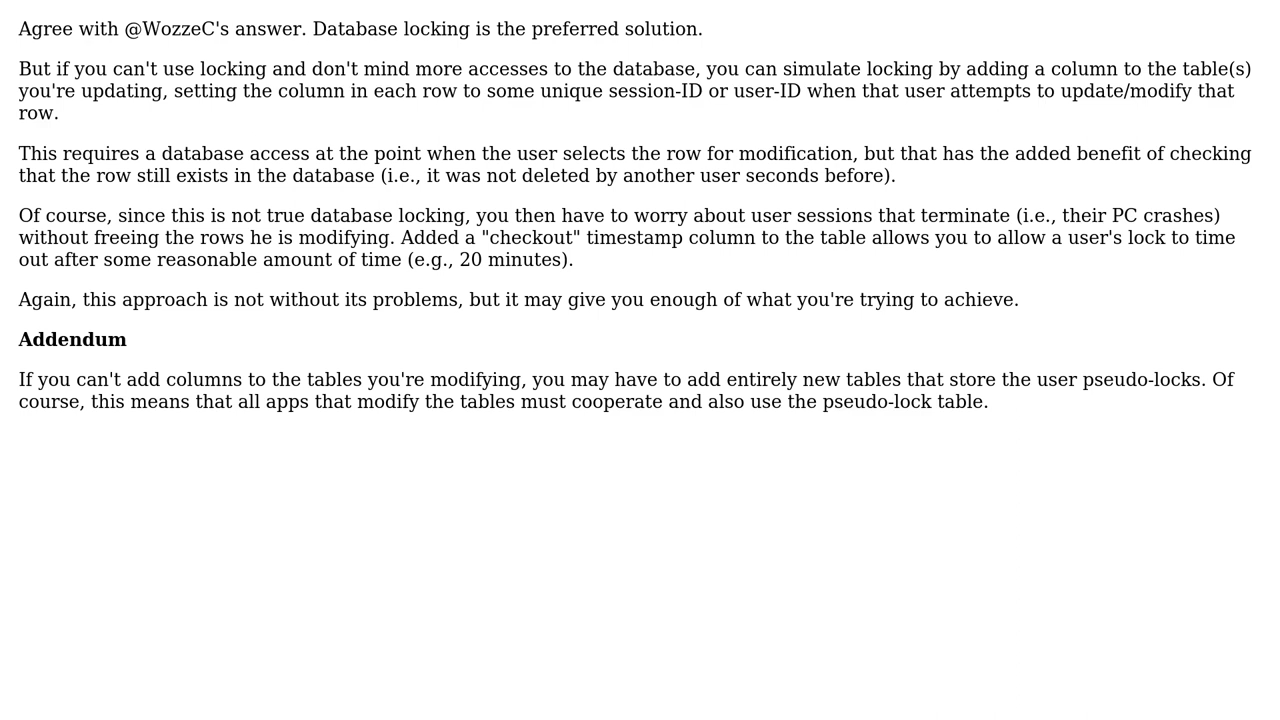 Agree with @WozzeC's answer. Database locking is the preferred solution.
But if you can't use locking and don't mind more accesses to the database, you can simulate locking by adding a column to the table(s)
you're updating, setting the column in each row to some unique session-ID or user-ID when that user attempts to update/modify that
row.
This requires a database access at the point when the user selects the row for modification, but that has the added benefit of checking
that the row still exists in the database (i.e., it was not deleted by another user seconds before).
Of course, since this is not true database locking, you then have to worry about user sessions that terminate (i.e., their PC crashes)
without freeing the rows he is modifying. Added a "checkout" timestamp column to the table allows you to allow a user's lock to time
out after some reasonable amount of time (e.g., 20 minutes).
Again, this approach is not without its problems, but it may give you enough of what you're trying to achieve.
Addendum
If you can't add columns to the tables you're modifying, you may have to add entirely new tables that store the user pseudo-locks. Of
course, this means that all apps that modify the tables must cooperate and also use the pseudo-lock table.